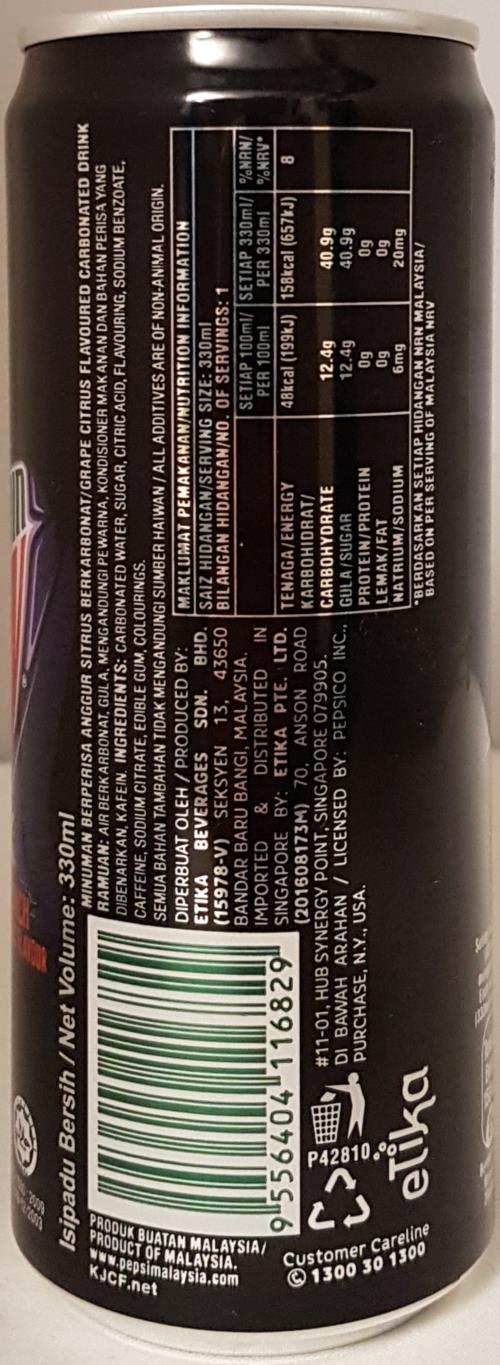 Isipadu Bersih / Net Volume: 330ml
MINUMAN BERPERISA ANGGUR SITRUS BERKARBONAT/GRAPE CITRUS FLAVOURED CARBONATED DRINK
RAMUAN: AIR BERKARBONAT, GULA, MENGANDUNGI PEWARNA, KONDISIONER MAKANAN DAN BAHAN PERISA YANG
DIBENARKAN, KAFEIN. INGREDIENTS: CARBONATED WATER, SUGAR, CITRIC ACID, FLAVOURING, SODIUM BENZOATE,
CAFFEINE, SODIUM CITRATE, EDIBLE GUM, COLOURINGS.
SEMUA BAHAN TAMBAHAN TIDAK MENGANDUNGI SUMBER HAIWAN / ALL ADDITIVES ARE OF NON-ANIMAL ORIGIN.
DIPERBUAT OLEH / PRODUCED BY:
ETIKA BEVERAGES SDN. BHD.
(15978-V) SEKSYEN 13, 43650
BANDAR BARU BANGI, MALAYSIA.
IMPORTED & DISTRIBUTED IN
SINGAPORE BY: ETIKA PTE. LTD.
(201608173M) 70, ANSON ROAD
#11-01, HUB SYNERGY POINT, SINGAPORE 079905.
DI BAWAH ARAHAN / LICENSED BY: PEPSICO INC.,
PURCHASE, N.Y., USA.
MAKLUMAT PEMAKANAN/NUTRITION INFORMATION
SAIZ HIDANGAN/SERVING SIZE: 330ml
BILANGAN HIDANGAN/NO. OF SERVINGS: 1
SETIAP 100ml/ SETIAP 330ml/ %NRN/
PER 100ml PER 330ml %NRV*
TENAGA/ENERGY 48kcal (199kJ) 158kcal (657kJ) 8
KARBOHIDRAT/
CARBOHYDRATE 12.4g 40.9g
GULA/SUGAR 12.4g 40.9g
PROTEIN/PROTEIN 0g 0g
LEMAK/FAT 0g 0g
NATRIUM/SODIUM 6mg 20mg
*BERDASARKAN SETIAP HIDANGAN NRN MALAYSIA/
BASED ON PER SERVING OF MALAYSIA NRV
9 556404 116829
PRODUK BUATAN MALAYSIA/
PRODUCT OF MALAYSIA.
www.pepsimalaysia.com
KJCF.net
P42810
etika
Customer Careline
1300 30 1300